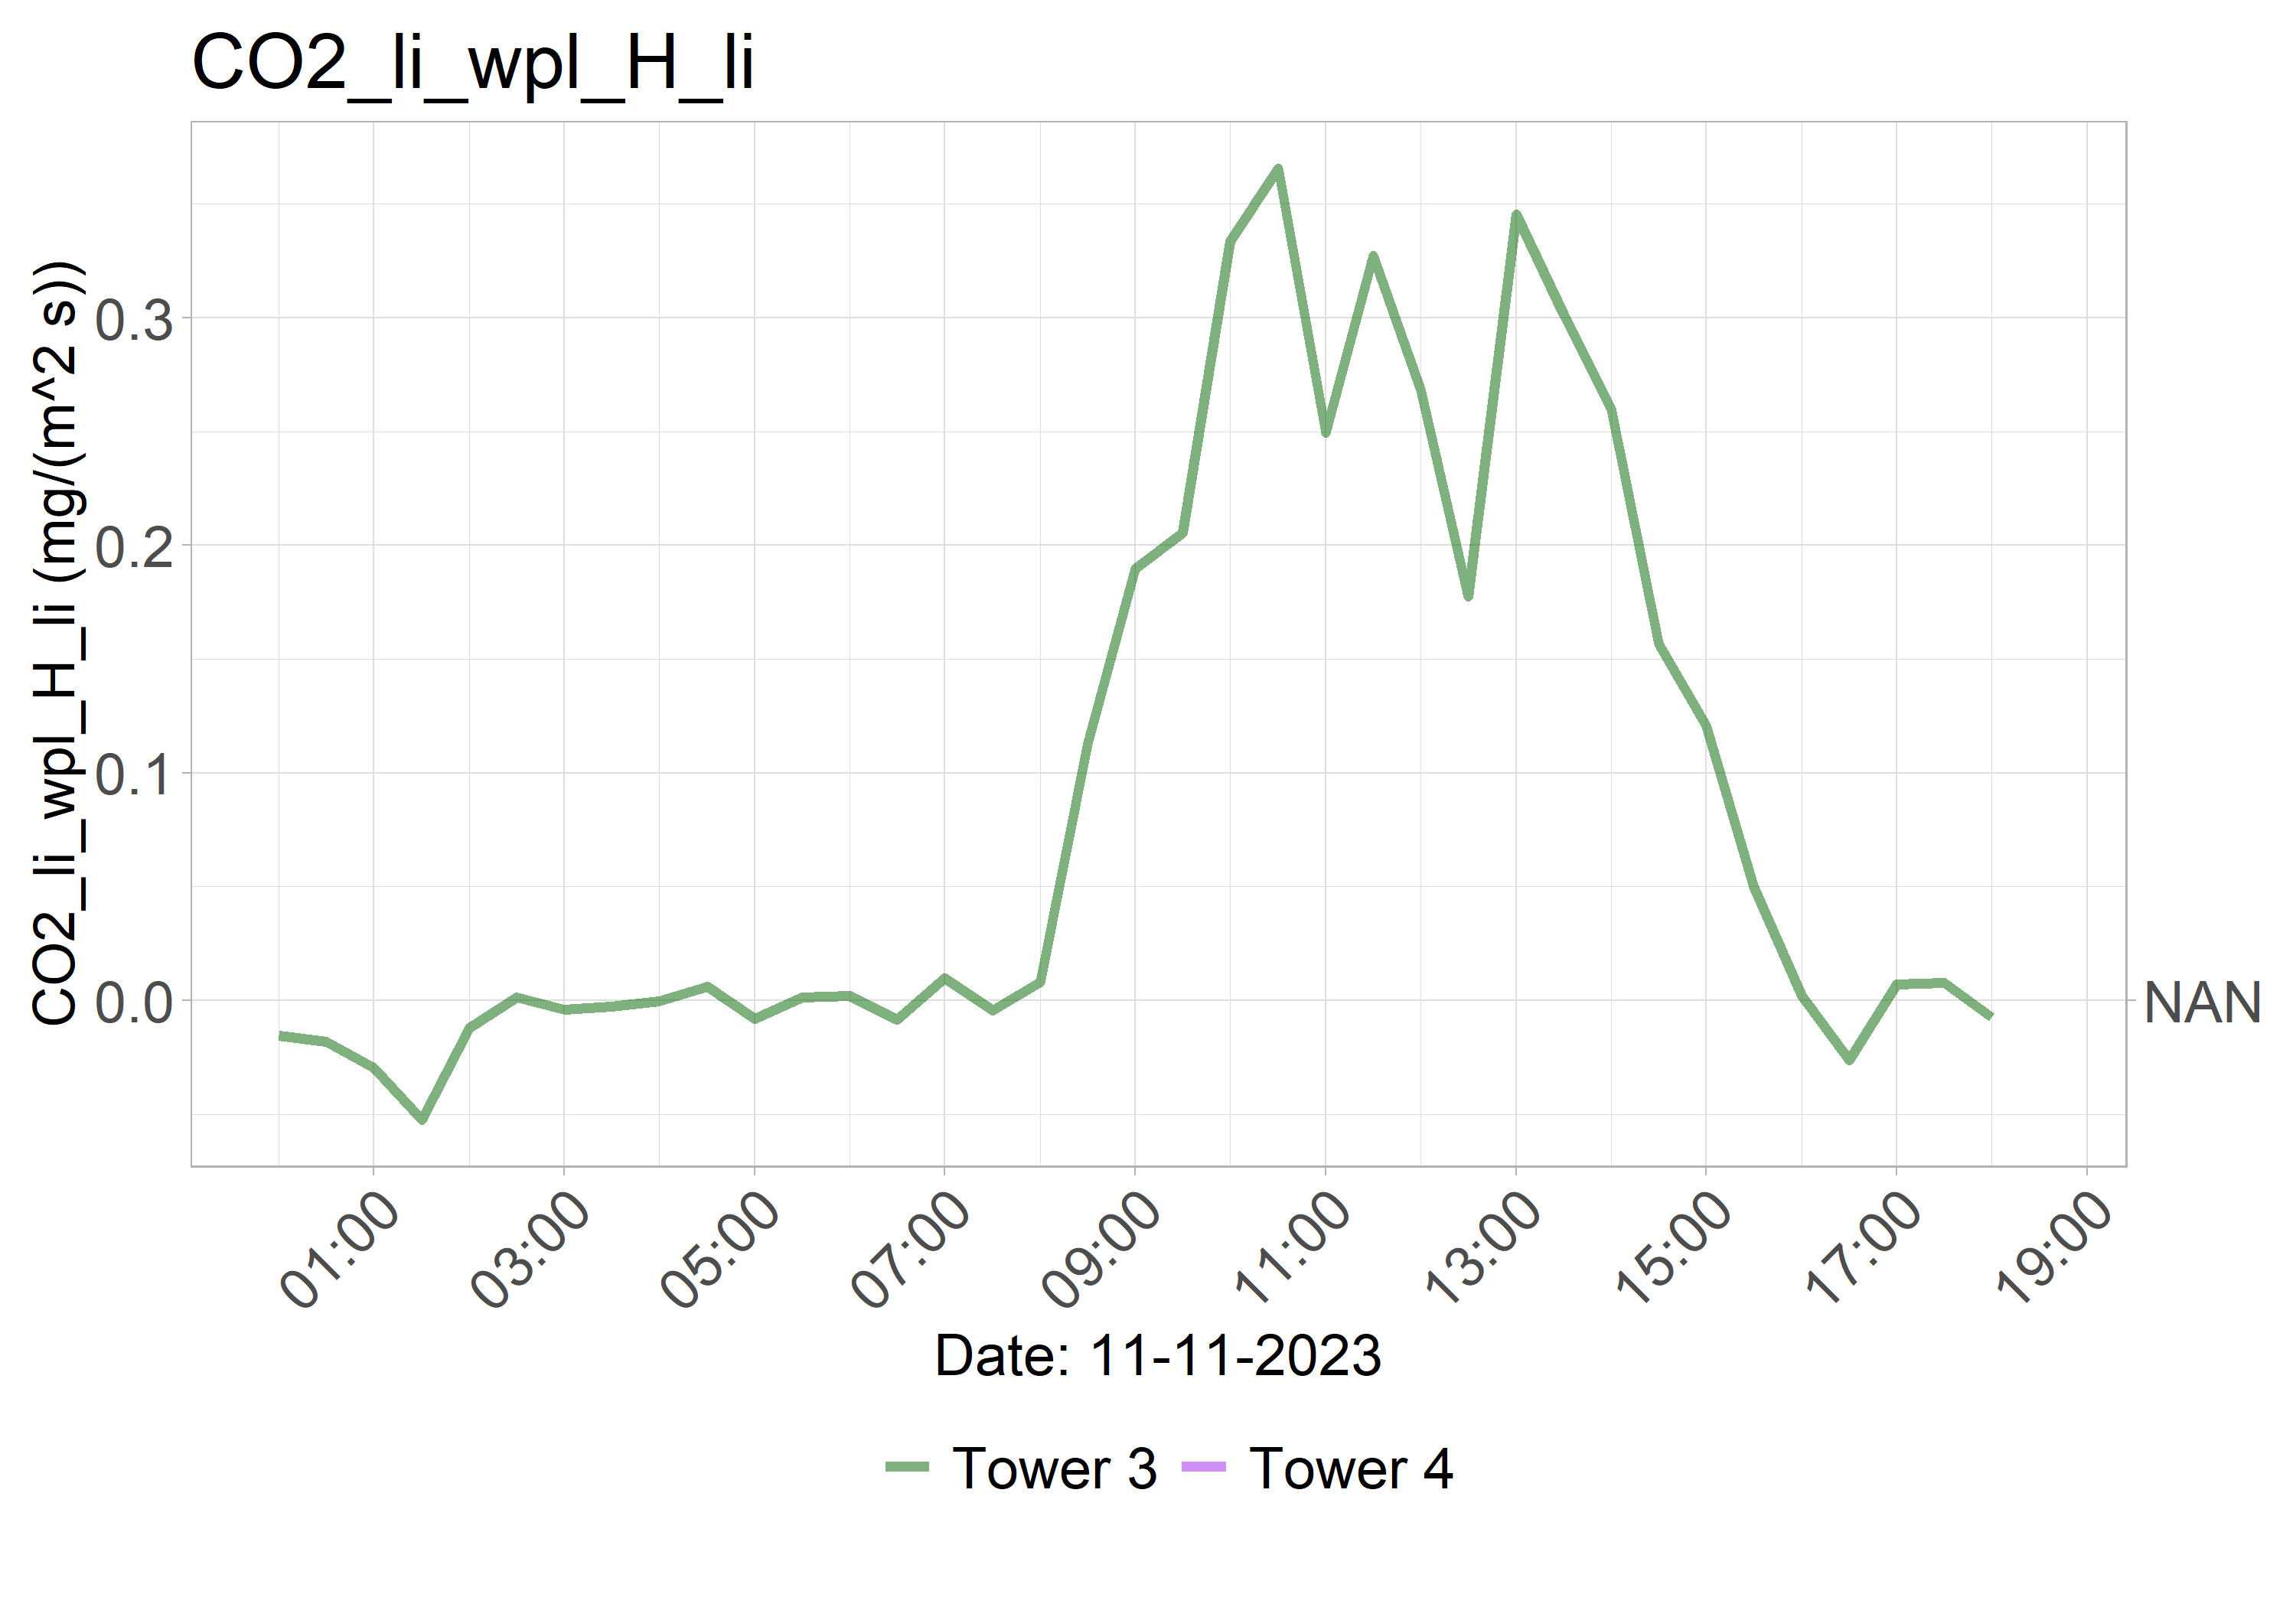 CO2_li_wpl_H_li
CO2_li_wpl_H_li (mg/(m^2 s))
0.3
0.2
0.1
0.0
NAN
01:00
03:00
05:00
07:00
09:00
11:00
13:00
15:00
17:00
19:00
Date: 11-11-2023
Tower 3
Tower 4